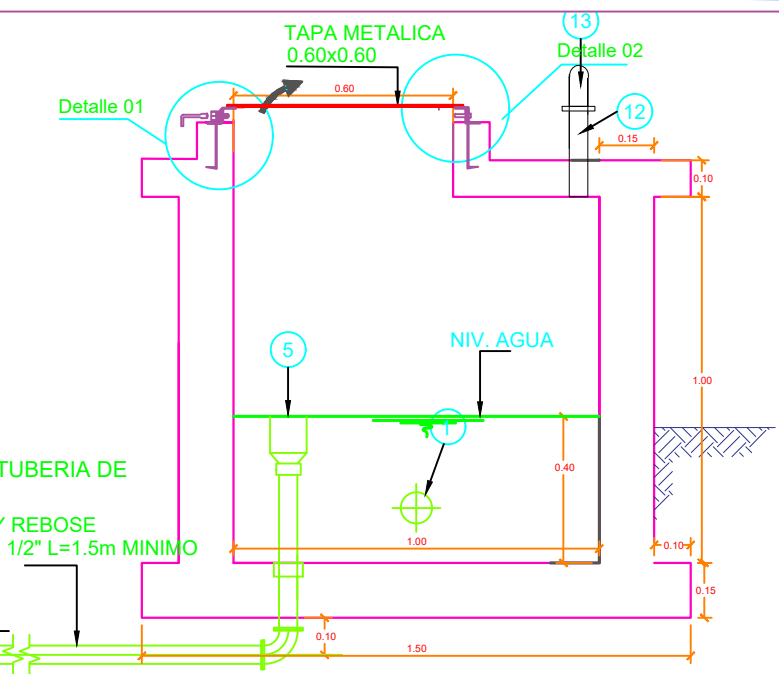 13
TAPA METALICA
0.60x0.60
Detalle 02
0.60
Detalle 01
12
0.15
0.10
5
NIV. AGUA
1.00
1
TUBERIA DE
0.40
Y REBOSE
1/2" L=1.5m MINIMO
1.00
0.10
0.15
0.10
1.50